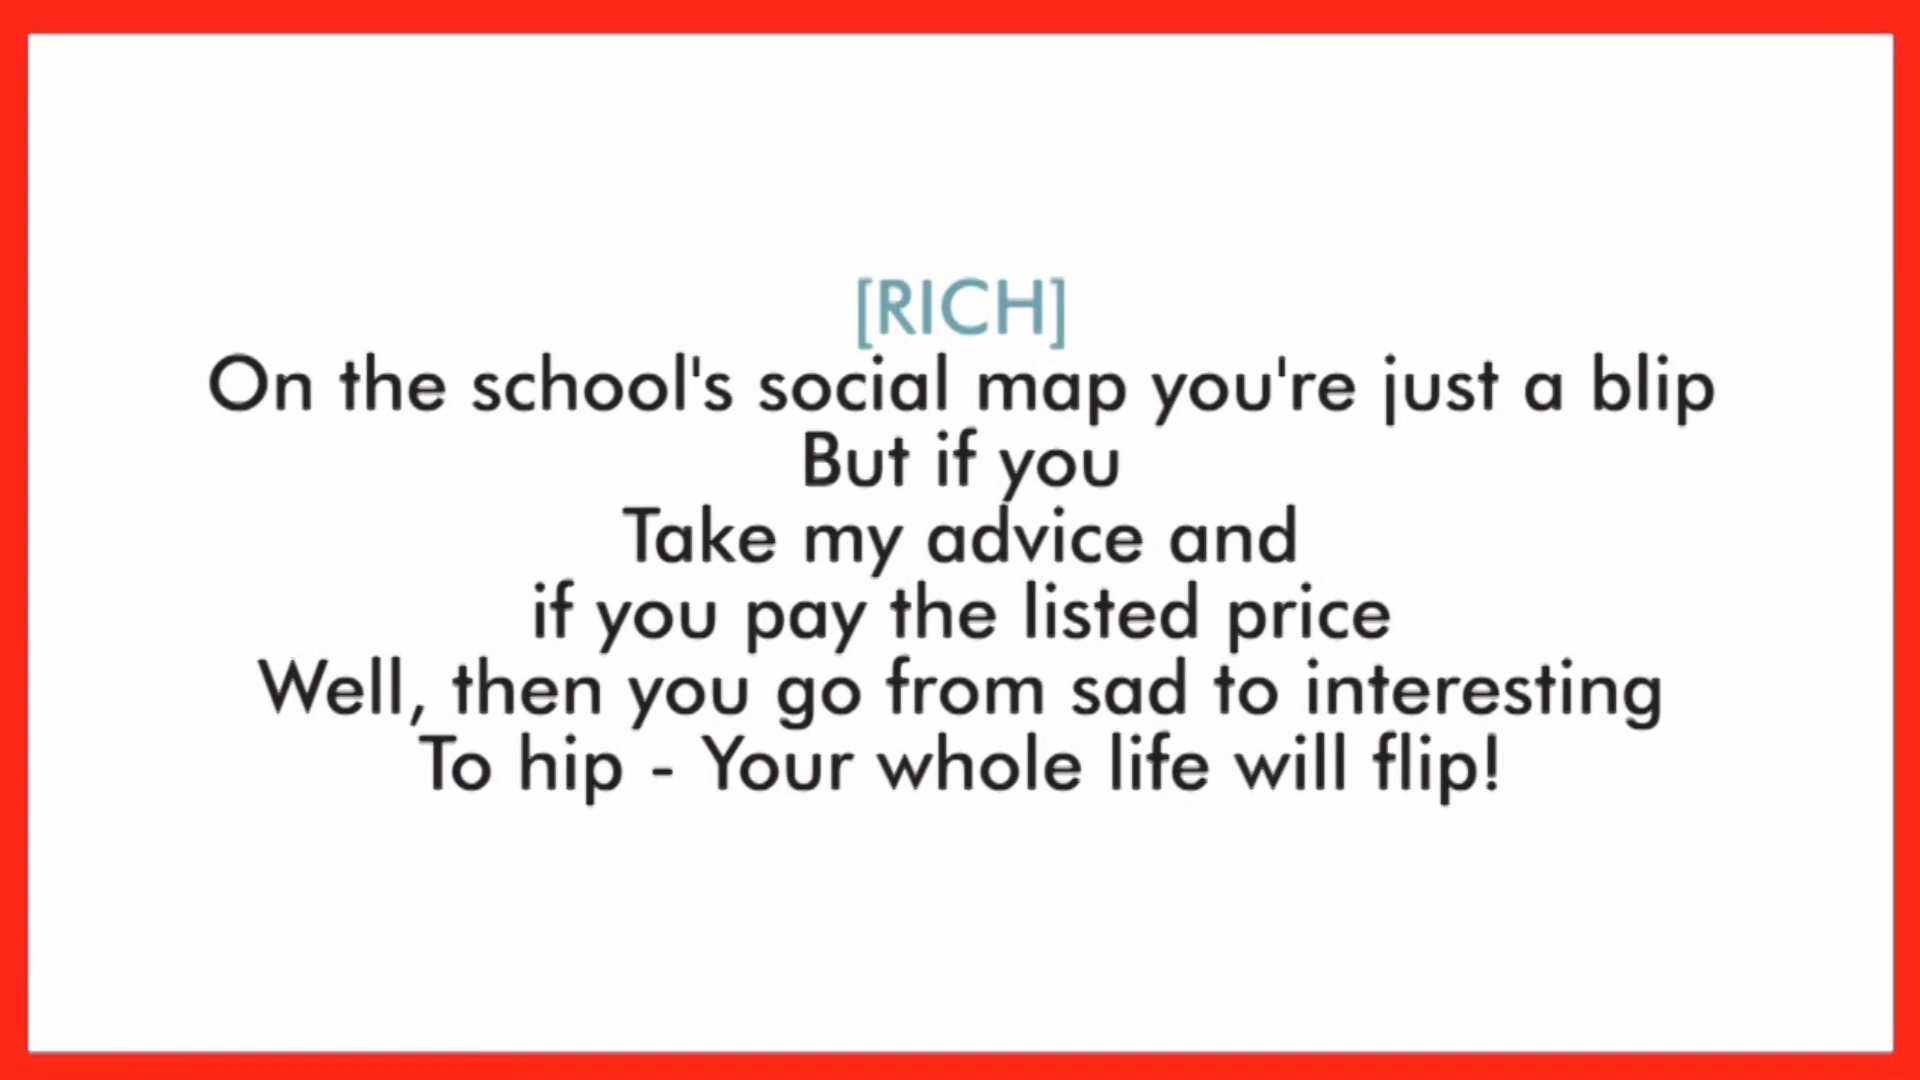 [RICH]
On the school's social map you're just a blip
But if you
Take my advice and
if you pay the listed price
Well, then you go from sad to interesting
To hip - Your whole life will flip!